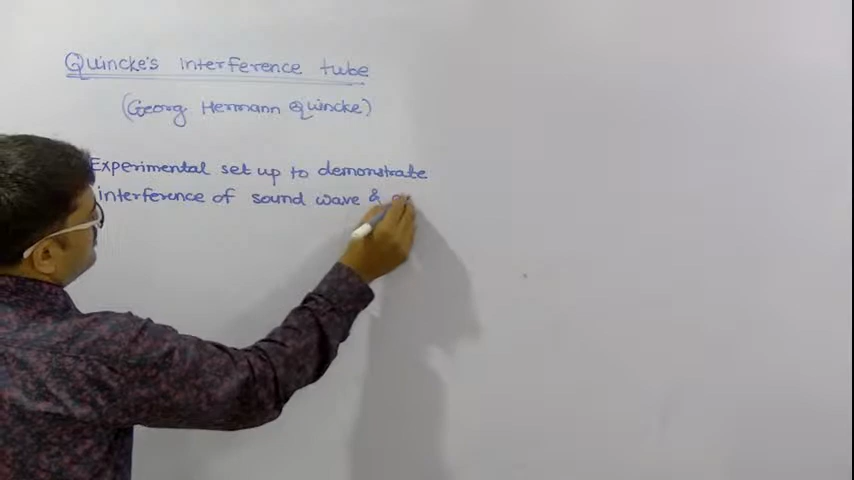 Quincke's interference tube
(Georg Hermann Quincke)
Experimental set up to demonstrate
interference of sound wave &